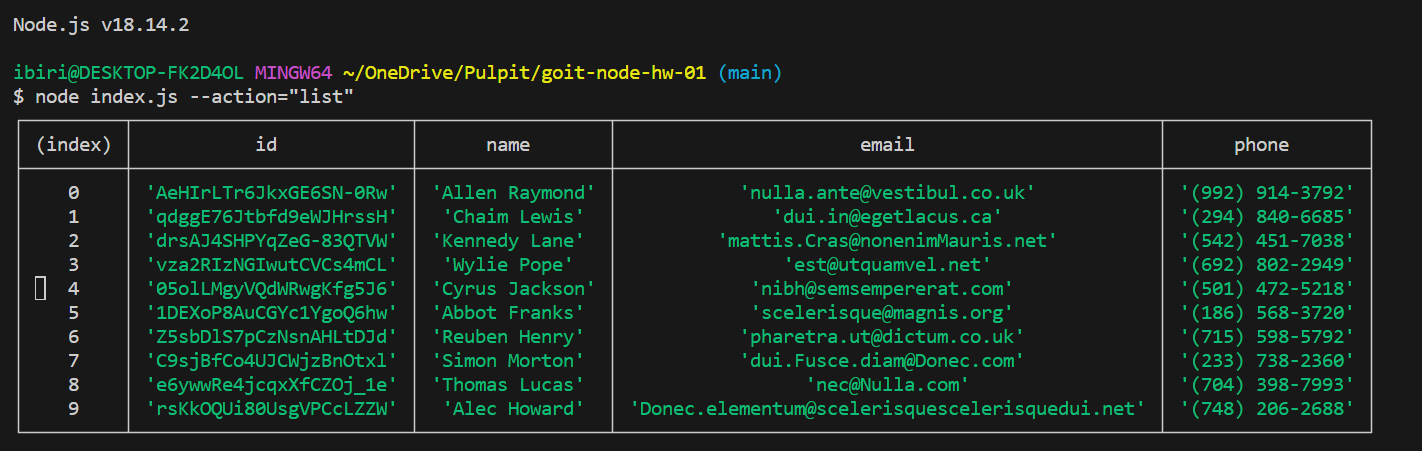 Node.js v18.14.2
ibiri@DESKTOP-FK2D4OL MINGW64 ~/OneDrive/Pulpit/goit-node-hw-01 (main)
$ node index.js --action="list"
(index) id name email phone
0 'AeHIrLTr6JkxGE6SN-0Rw' 'Allen Raymond' 'nulla.ante@vestibul.co.uk' '(992) 914-3792'
1 'qdggE76Jtbfd9eWJHrssH' 'Chaim Lewis' 'dui.in@egetlacus.ca' '(294) 840-6685'
2 'drsAJ4SHPYqZeG-83QTVW' 'Kennedy Lane' 'mattis.Cras@nonenimMauris.net' '(542) 451-7038'
3 'vza2RIzNGIwutCVCs4mCL' 'Wylie Pope' 'est@utquamvel.net' '(692) 802-2949'
4 '05olLMgyVQdWRwgKfg5J6' 'Cyrus Jackson' 'nibh@semsempererat.com' '(501) 472-5218'
5 '1DEXoP8AuCGYc1YgoQ6hw' 'Abbot Franks' 'scelerisque@magnis.org' '(186) 568-3720'
6 'Z5sbDlS7pCzNsnAHLtDJd' 'Reuben Henry' 'pharetra.ut@dictum.co.uk' '(715) 598-5792'
7 'C9sjBfCo4UJCWjzBnOtxl' 'Simon Morton' 'dui.Fusce.diam@Donec.com' '(233) 738-2360'
8 'e6ywwRe4jcqxXfCZOj_1e' 'Thomas Lucas' 'nec@Nulla.com' '(704) 398-7993'
9 'rsKkOQUi80UsgVPCcLZZW' 'Alec Howard' 'Donec.elementum@scelerisquescelerisquedui.net' '(748) 206-2688'